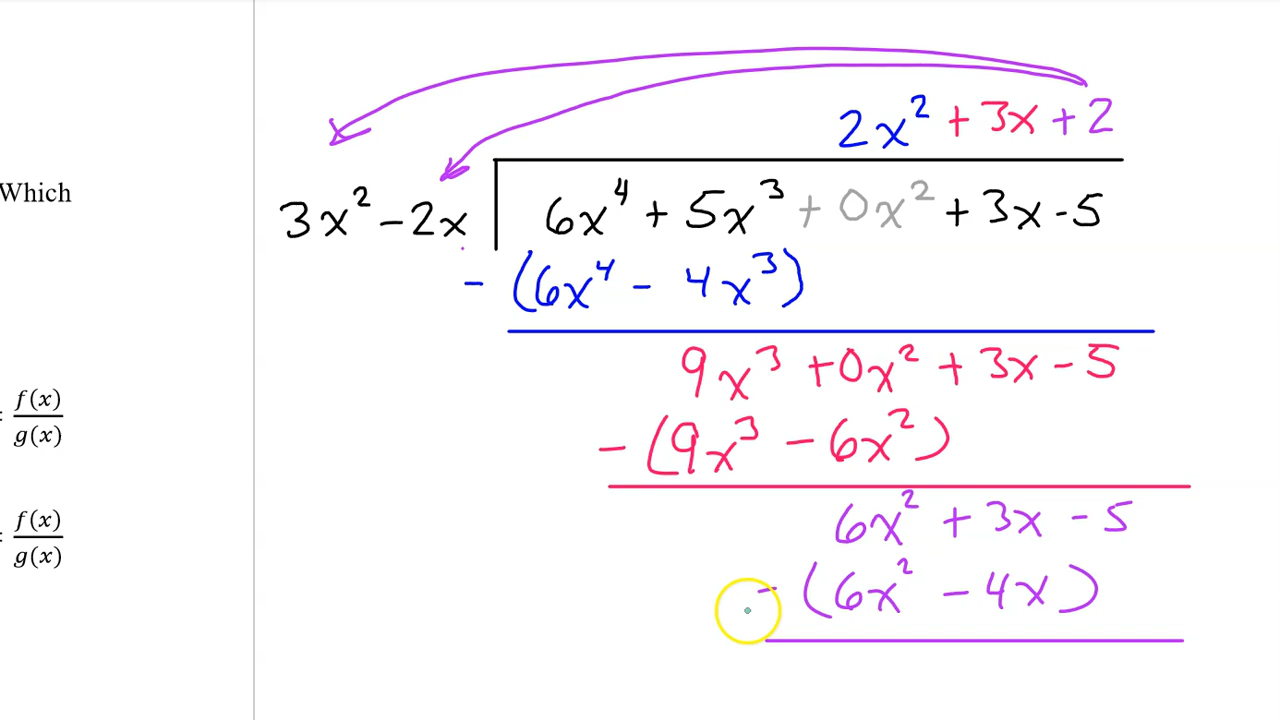 Which
= f(x)/g(x)
= f(x)/g(x)
2x² + 3x + 2
3x² - 2x 6x⁴ + 5x³ + 0x² + 3x - 5
- (6x⁴ - 4x³)
9x³ + 0x² + 3x - 5
- (9x³ - 6x²)
6x² + 3x - 5
- (6x² - 4x)